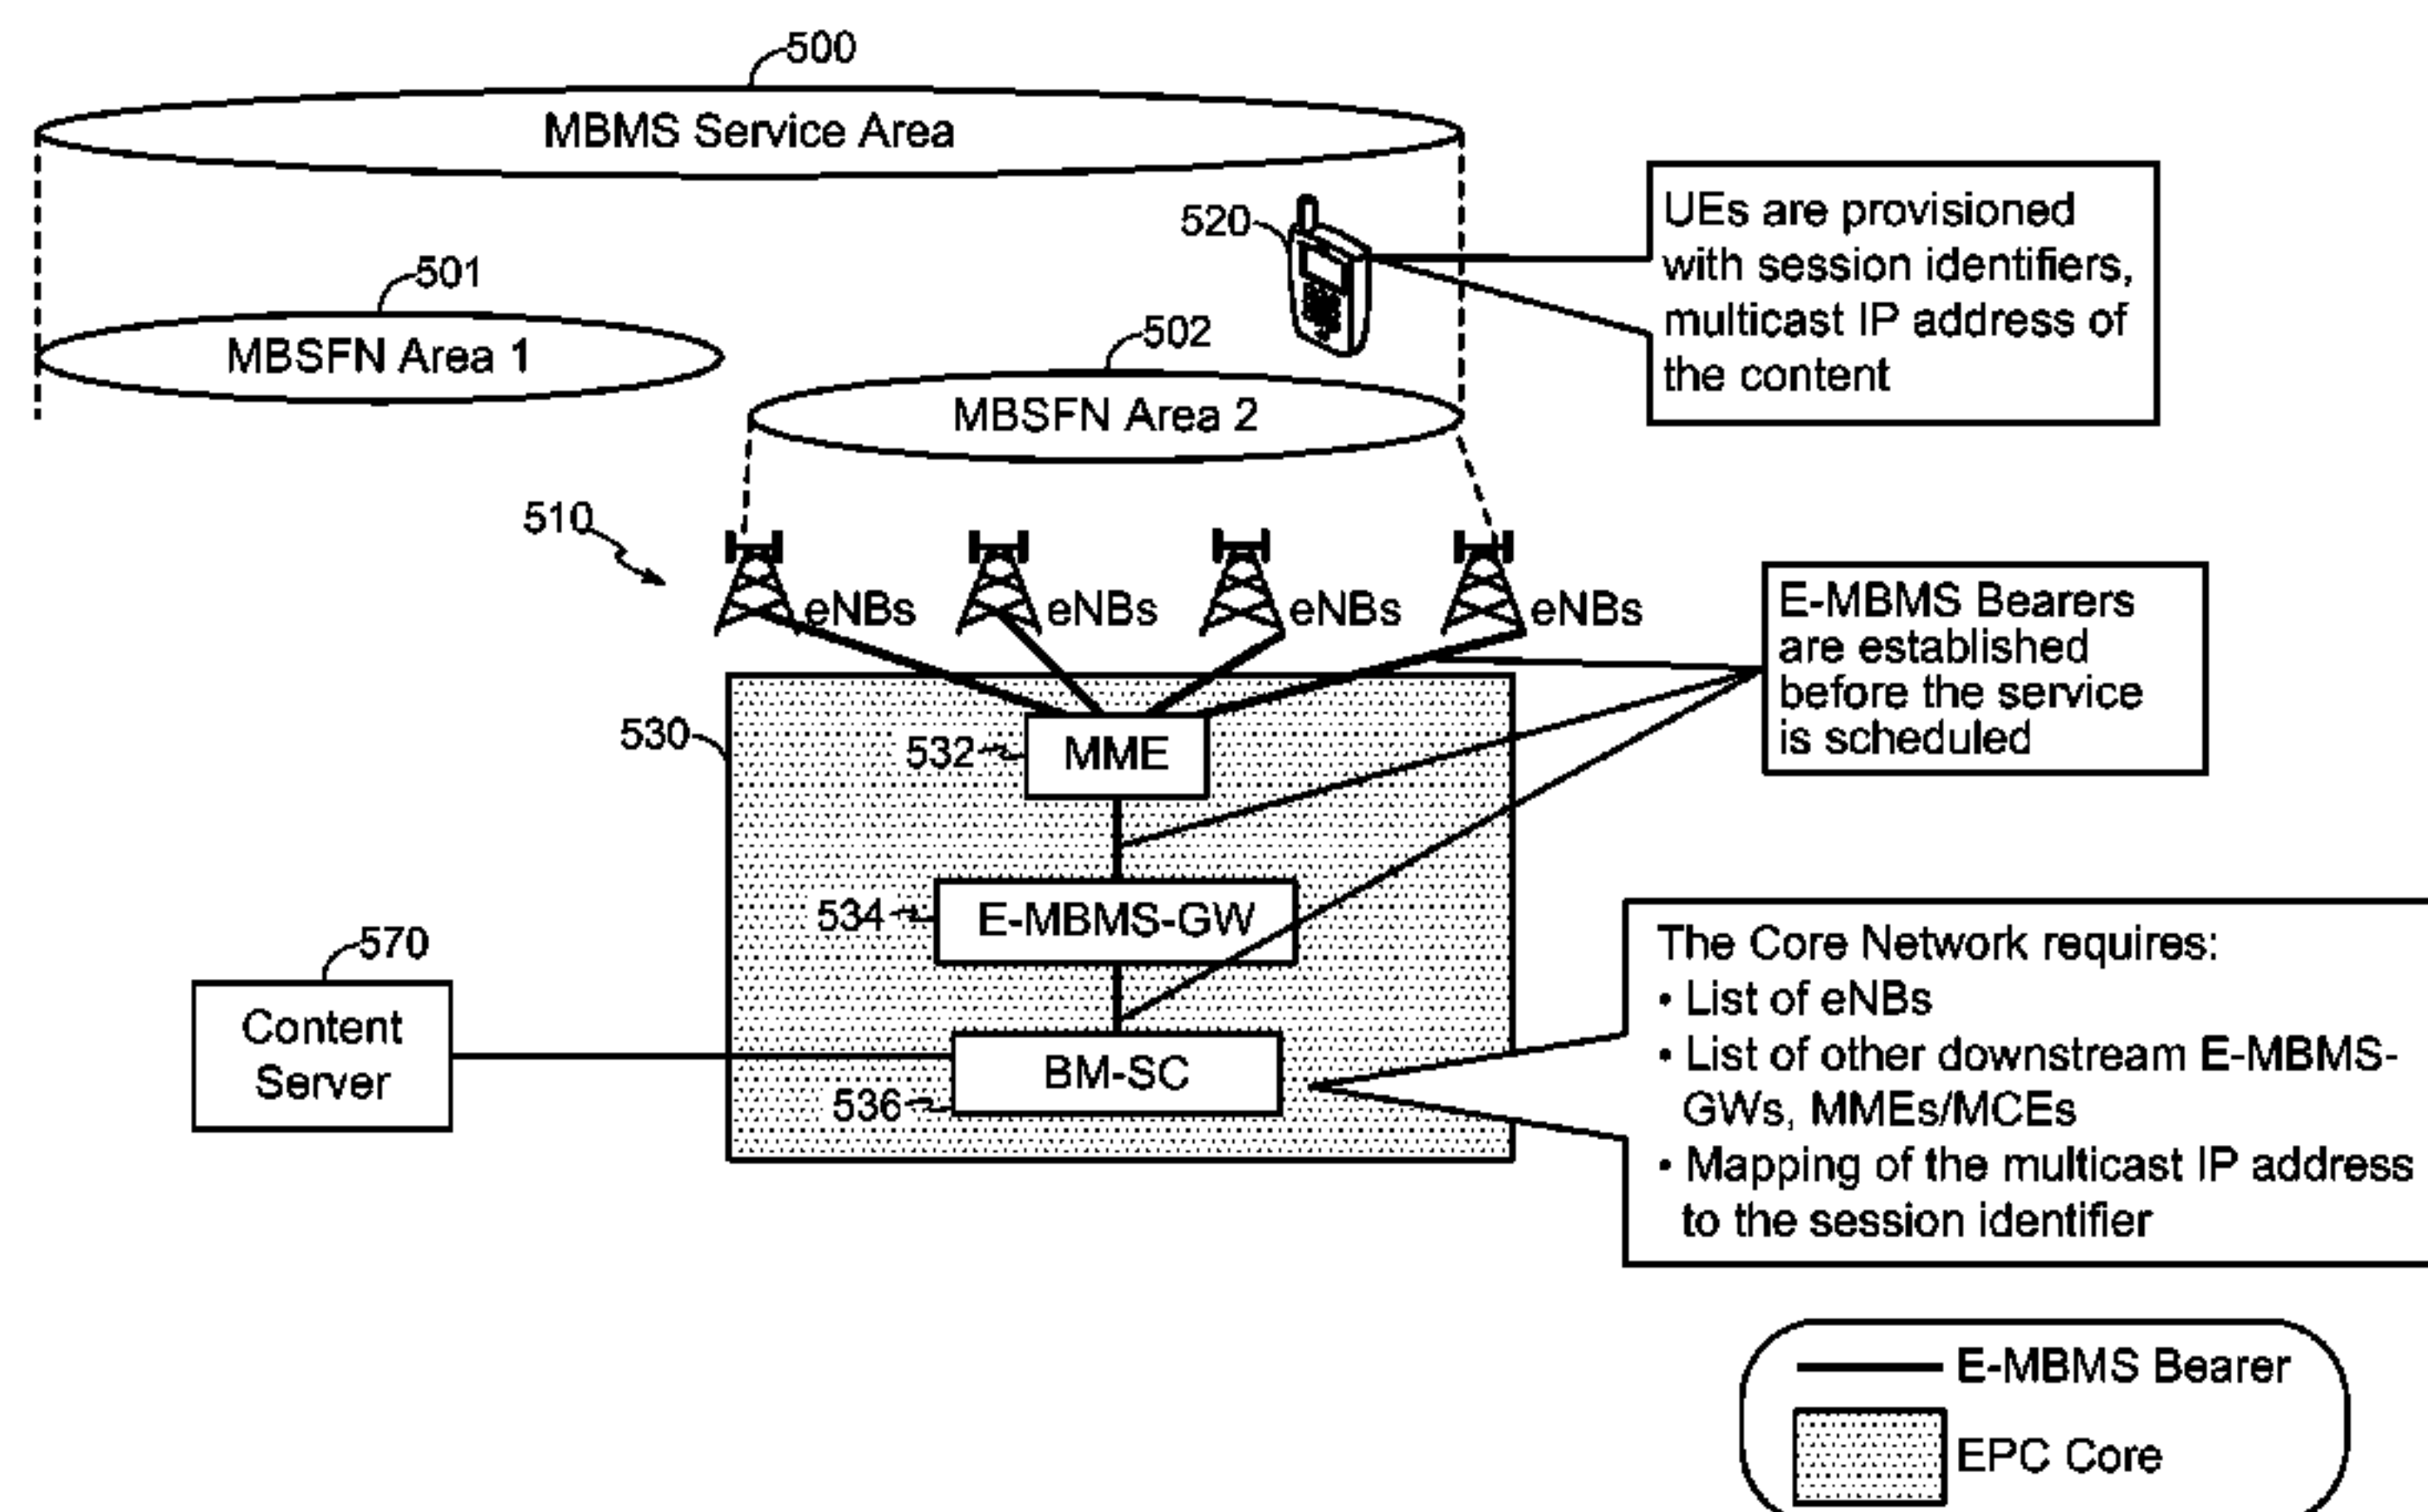 500
MBMS Service Area
520
UEs are provisioned
with session identifiers,
multicast IP address of
the content
501
MBSFN Area 1
502
MBSFN Area 2
510
eNBs eNBs eNBs eNBs
E-MBMS Bearers
are established
before the service
is scheduled
530
532
MME
534
E-MBMS-GW
570
Content
Server
536
BM-SC
The Core Network requires:
• List of eNBs
• List of other downstream E-MBMS-
GWs, MMEs/MCEs
• Mapping of the multicast IP address
to the session identifier
E-MBMS Bearer
EPC Core